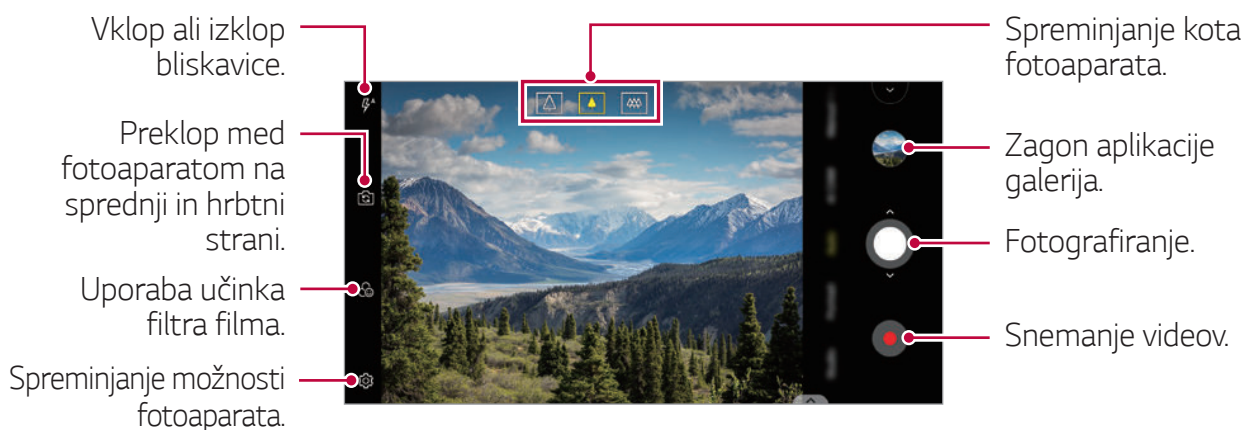 Vklop ali izklop
bliskavice.
Preklop med
fotoaparatom na
sprednji in hrbtni
strani.
Uporaba učinka
filtra filma.
Spreminjanje možnosti
fotoaparata.
Spreminjanje kota
fotoaparata.
Zagon aplikacije
galerija.
Fotografiranje.
Snemanje videov.